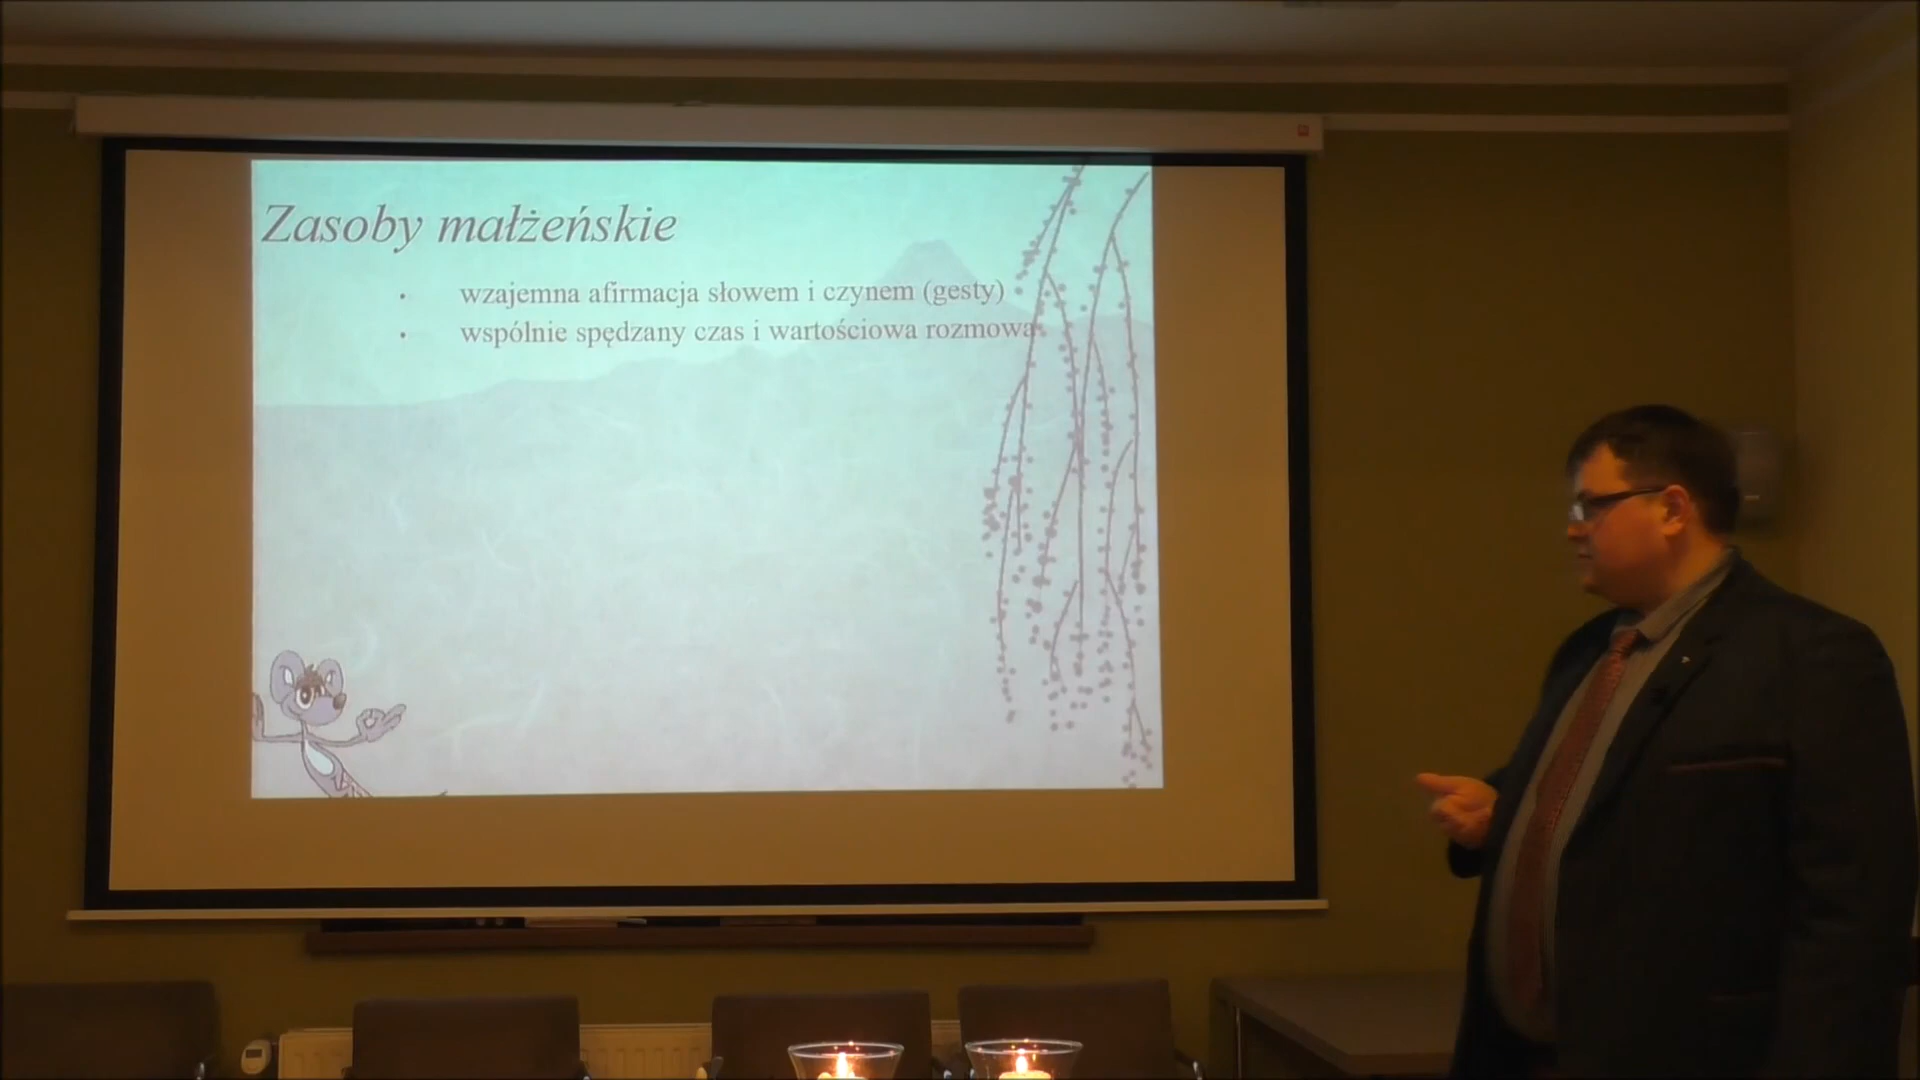 Zasoby małżeńskie
• wzajemna afirmacja słowem i czynem (gesty)
• wspólnie spędzany czas i wartościowa rozmowa